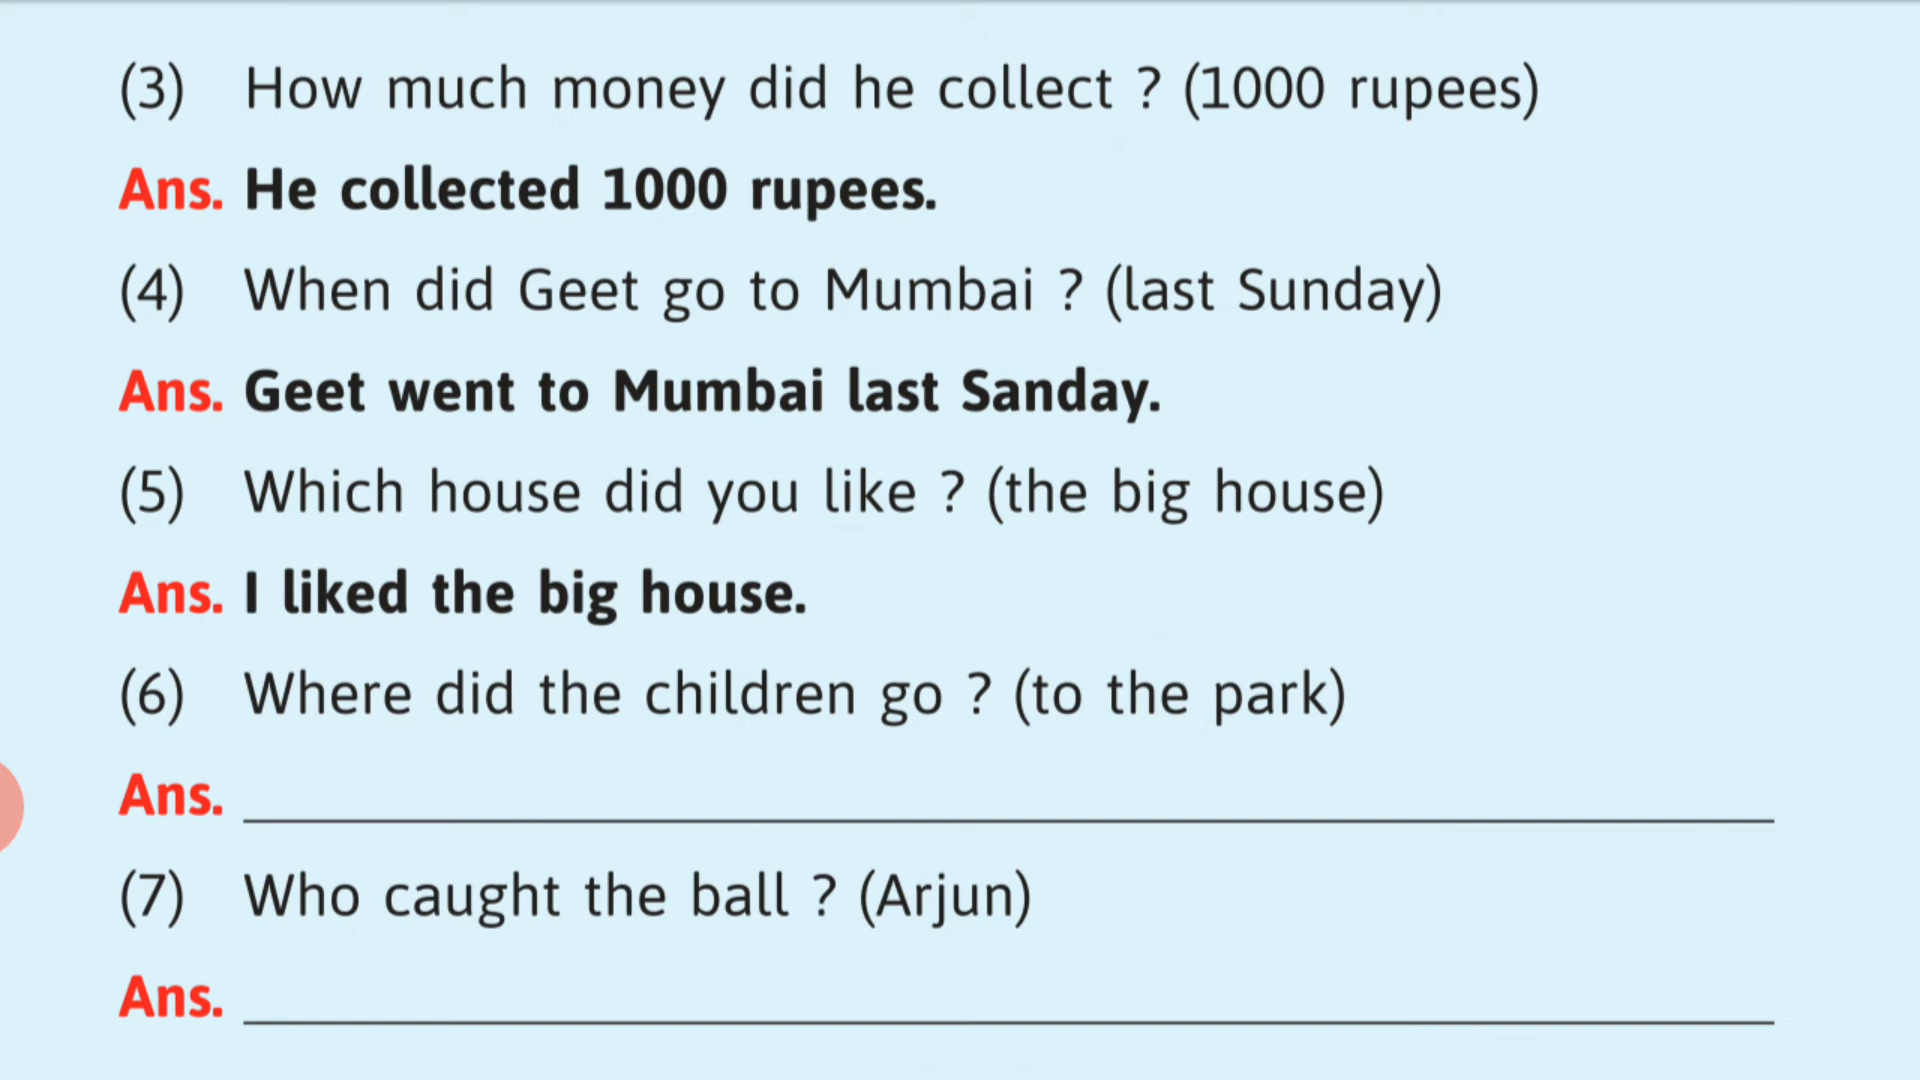 (3) How much money did he collect ? (1000 rupees)
Ans. He collected 1000 rupees.
(4) When did Geet go to Mumbai ? (last Sunday)
Ans. Geet went to Mumbai last Sanday.
(5) Which house did you like ? (the big house)
Ans. I liked the big house.
(6) Where did the children go ? (to the park)
Ans.
(7) Who caught the ball ? (Arjun)
Ans.